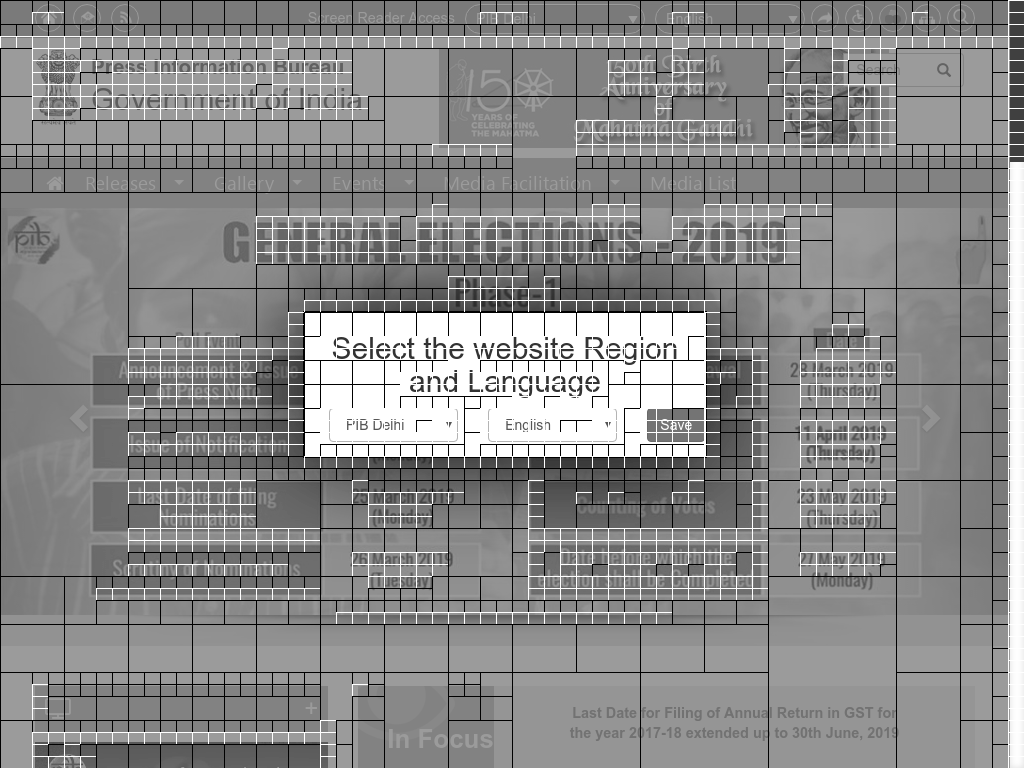 Screen Reader Access PIB Delhi English
Press Information Bureau
Government of India
Search
150
YEARS OF
CELEBRATING
THE MAHATMA
150th Birth
Anniversary
of
Mahatma Gandhi
Releases Gallery Events Media Facilitation Media List
pib
GENERAL ELECTIONS - 2019
Phase-1
Poll Event
Select the website Region
and Language
PIB Delhi English Save
Announcement & Issue
of Press Note
28 March 2019
(Thursday)
Issue of Notification
11 April 2019
(Thursday)
Last Date of filing
Nominations
25 March 2019
(Monday)
Counting of Votes
23 May 2019
(Thursday)
Scrutiny of Nominations
26 March 2019
(Tuesday)
Date before which the
election shall be Completed
27 May 2019
(Monday)
In Focus
Last Date for Filing of Annual Return in GST for
the year 2017-18 extended up to 30th June, 2019